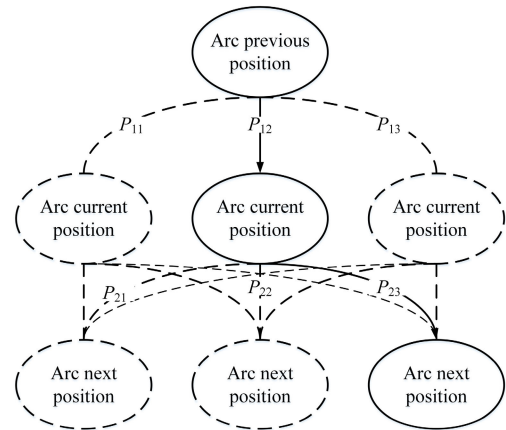 Arc previous
position
P11 P12 P13
Arc current
position
Arc current
position
Arc current
position
P21 P22 P23
Arc next
position
Arc next
position
Arc next
position